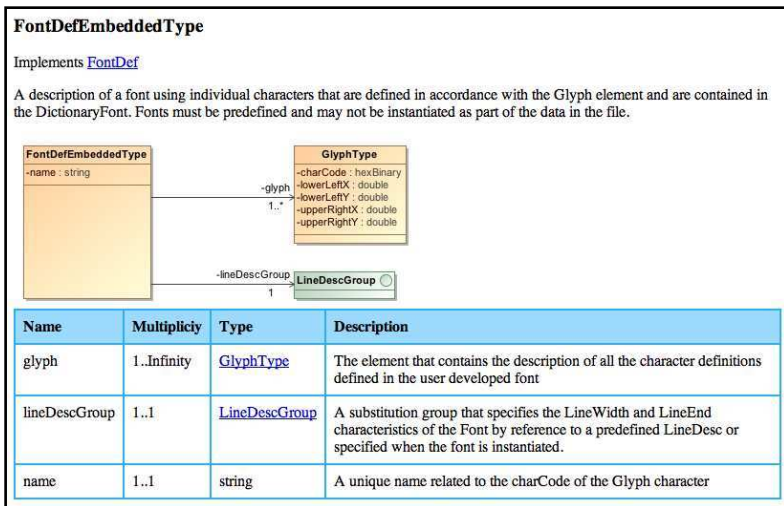 FontDefEmbeddedType
Implements FontDef
A description of a font using individual characters that are defined in accordance with the Glyph element and are contained in
the DictionaryFont. Fonts must be predefined and may not be instantiated as part of the data in the file.
FontDefEmbeddedType
-name : string
GlyphType
-charCode : hexBinary
-lowerLeftX : double
-lowerLeftY : double
-upperRightX : double
-upperRightY : double
-glyph
1..*
-lineDescGroup
1
LineDescGroup
Name Multipliciy Type Description
glyph 1..Infinity GlyphType The element that contains the description of all the character definitions
defined in the user developed font
lineDescGroup 1..1 LineDescGroup A substitution group that specifies the LineWidth and LineEnd
characteristics of the Font by reference to a predefined LineDesc or
specified when the font is instantiated.
name 1..1 string A unique name related to the charCode of the Glyph character